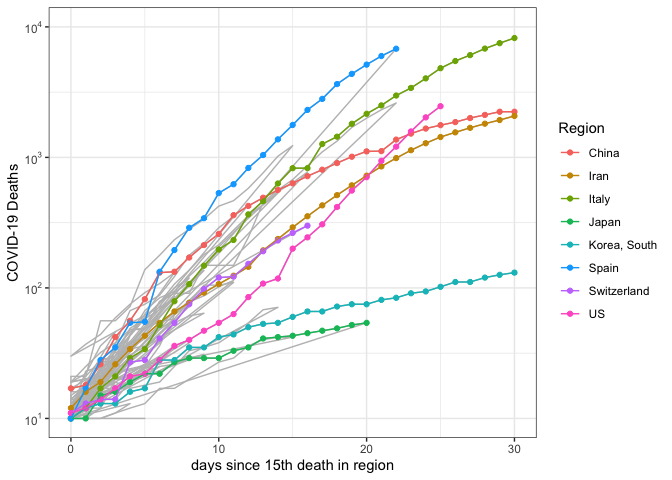 COVID-19 Deaths
10⁴
10³
10²
10¹
0
10
20
30
days since 15th death in region
Region
China
Iran
Italy
Japan
Korea, South
Spain
Switzerland
US